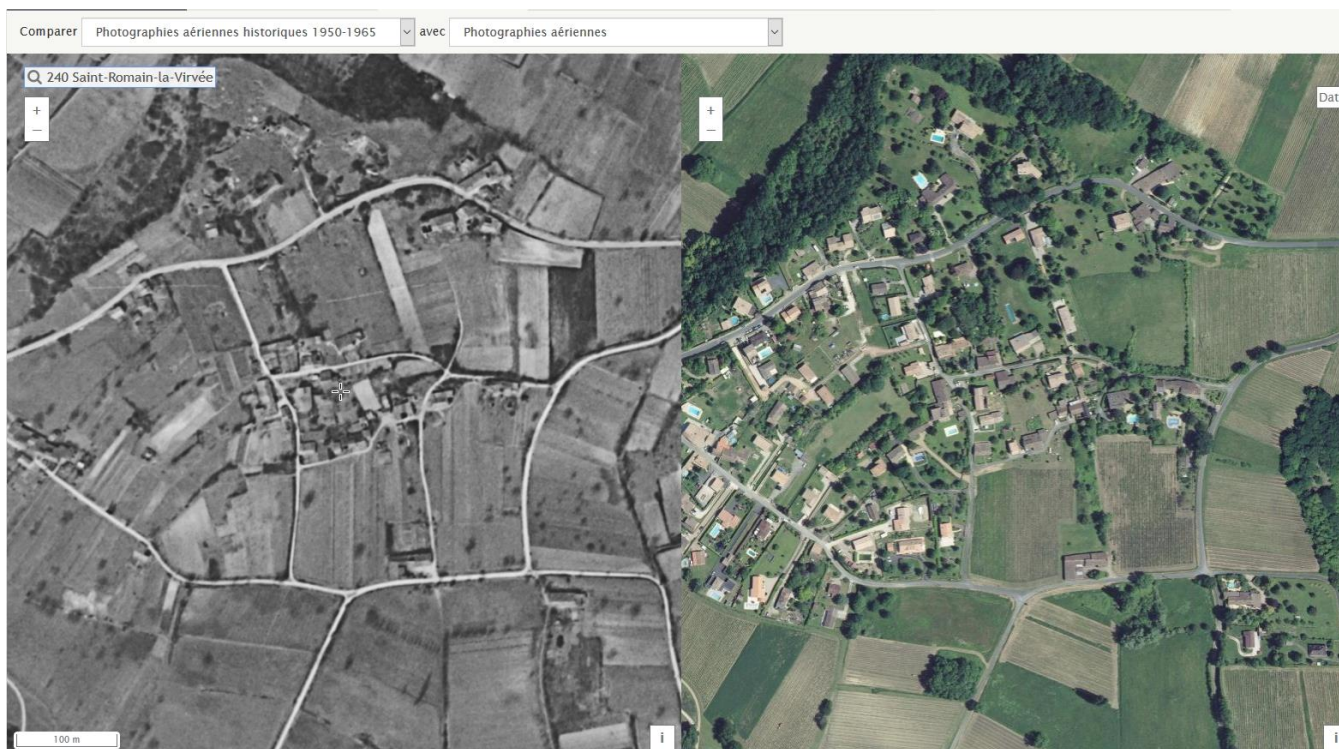 Comparer Photographies aériennes historiques 1950-1965 avec Photographies aériennes
240 Saint-Romain-la-Virvée
+
–
+
–
Dat
100 m
i
i